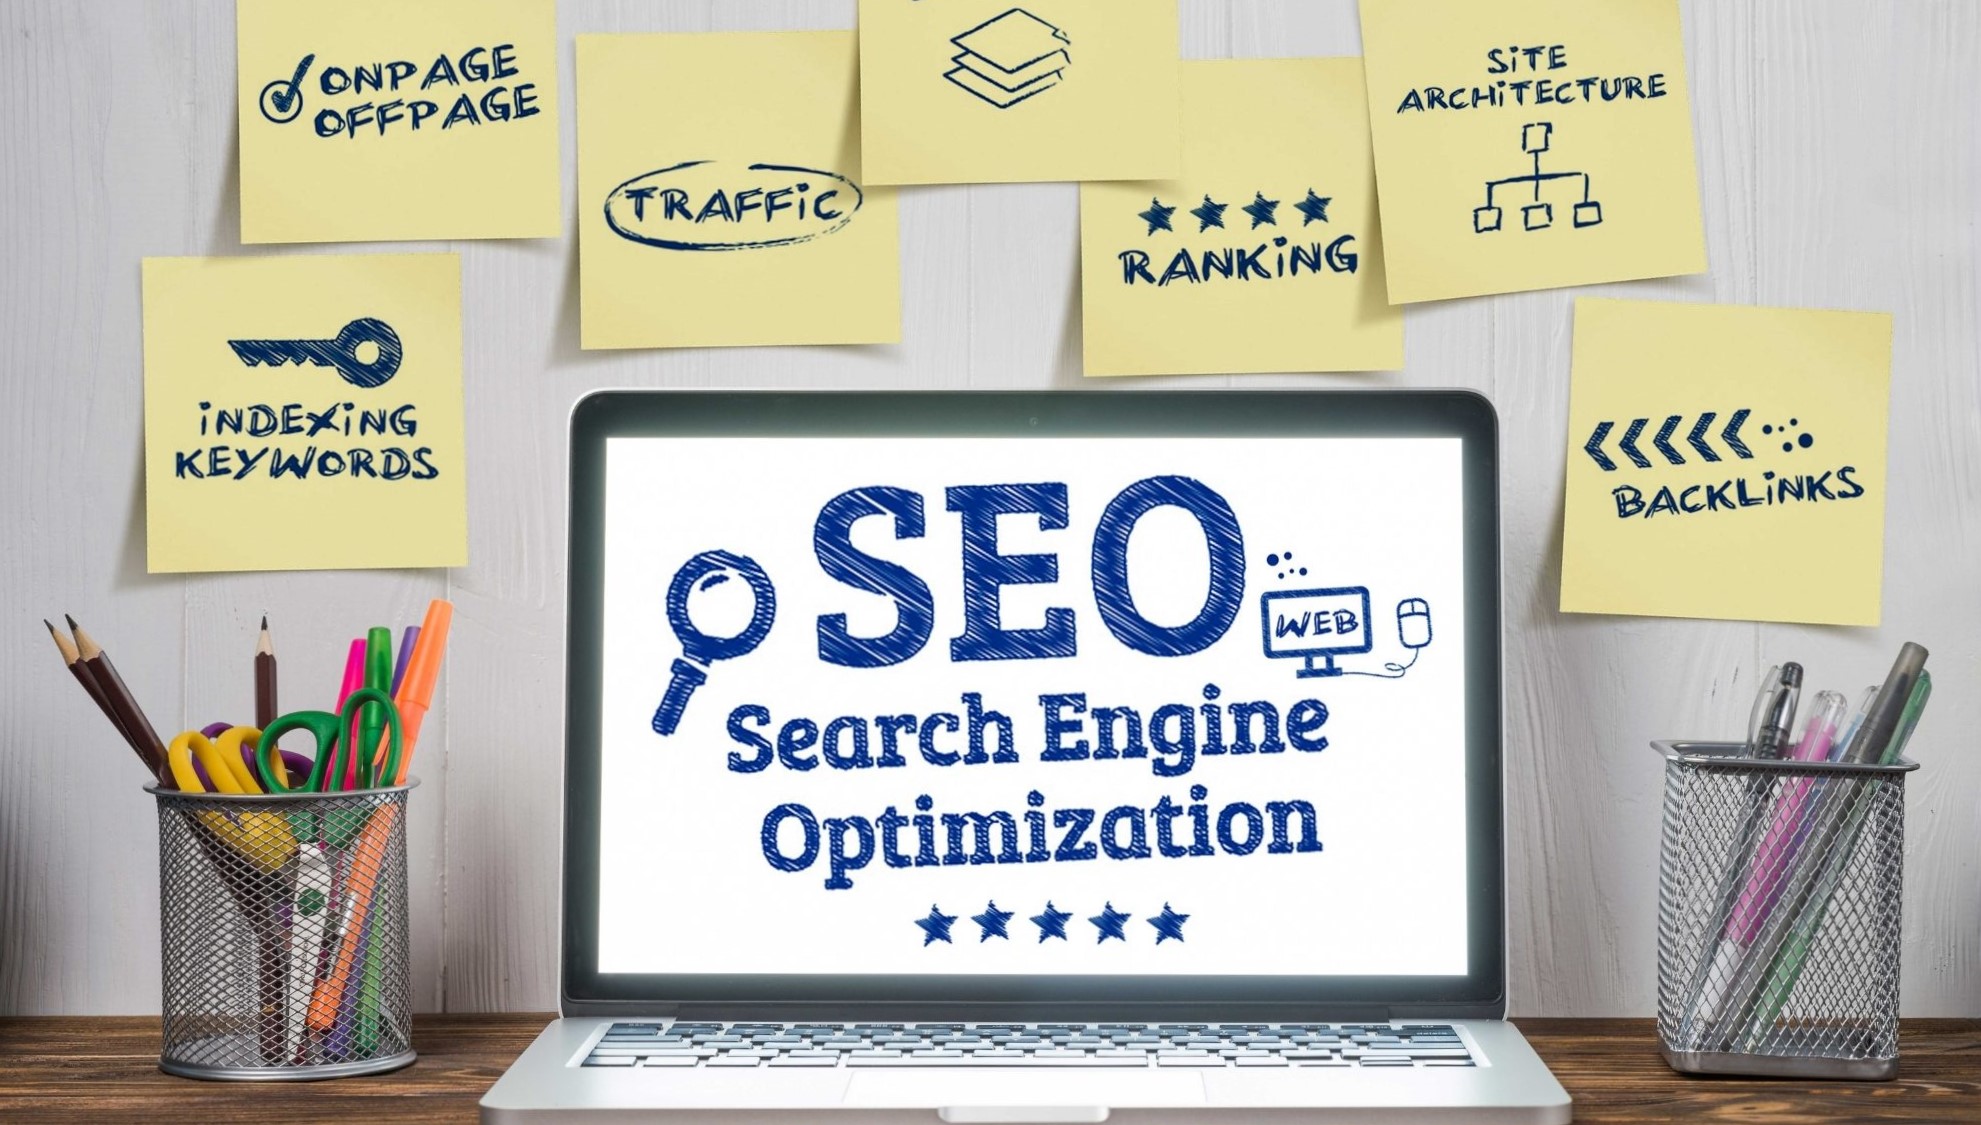 ONPAGE
OFFPAGE
TRAFFiC
SiTE
ARCHiTECTURE
RANKiNG
iNDEXiNG
KEYWORDS
BACKLiNKS
SEO
WEB
Search Engine
Optimization